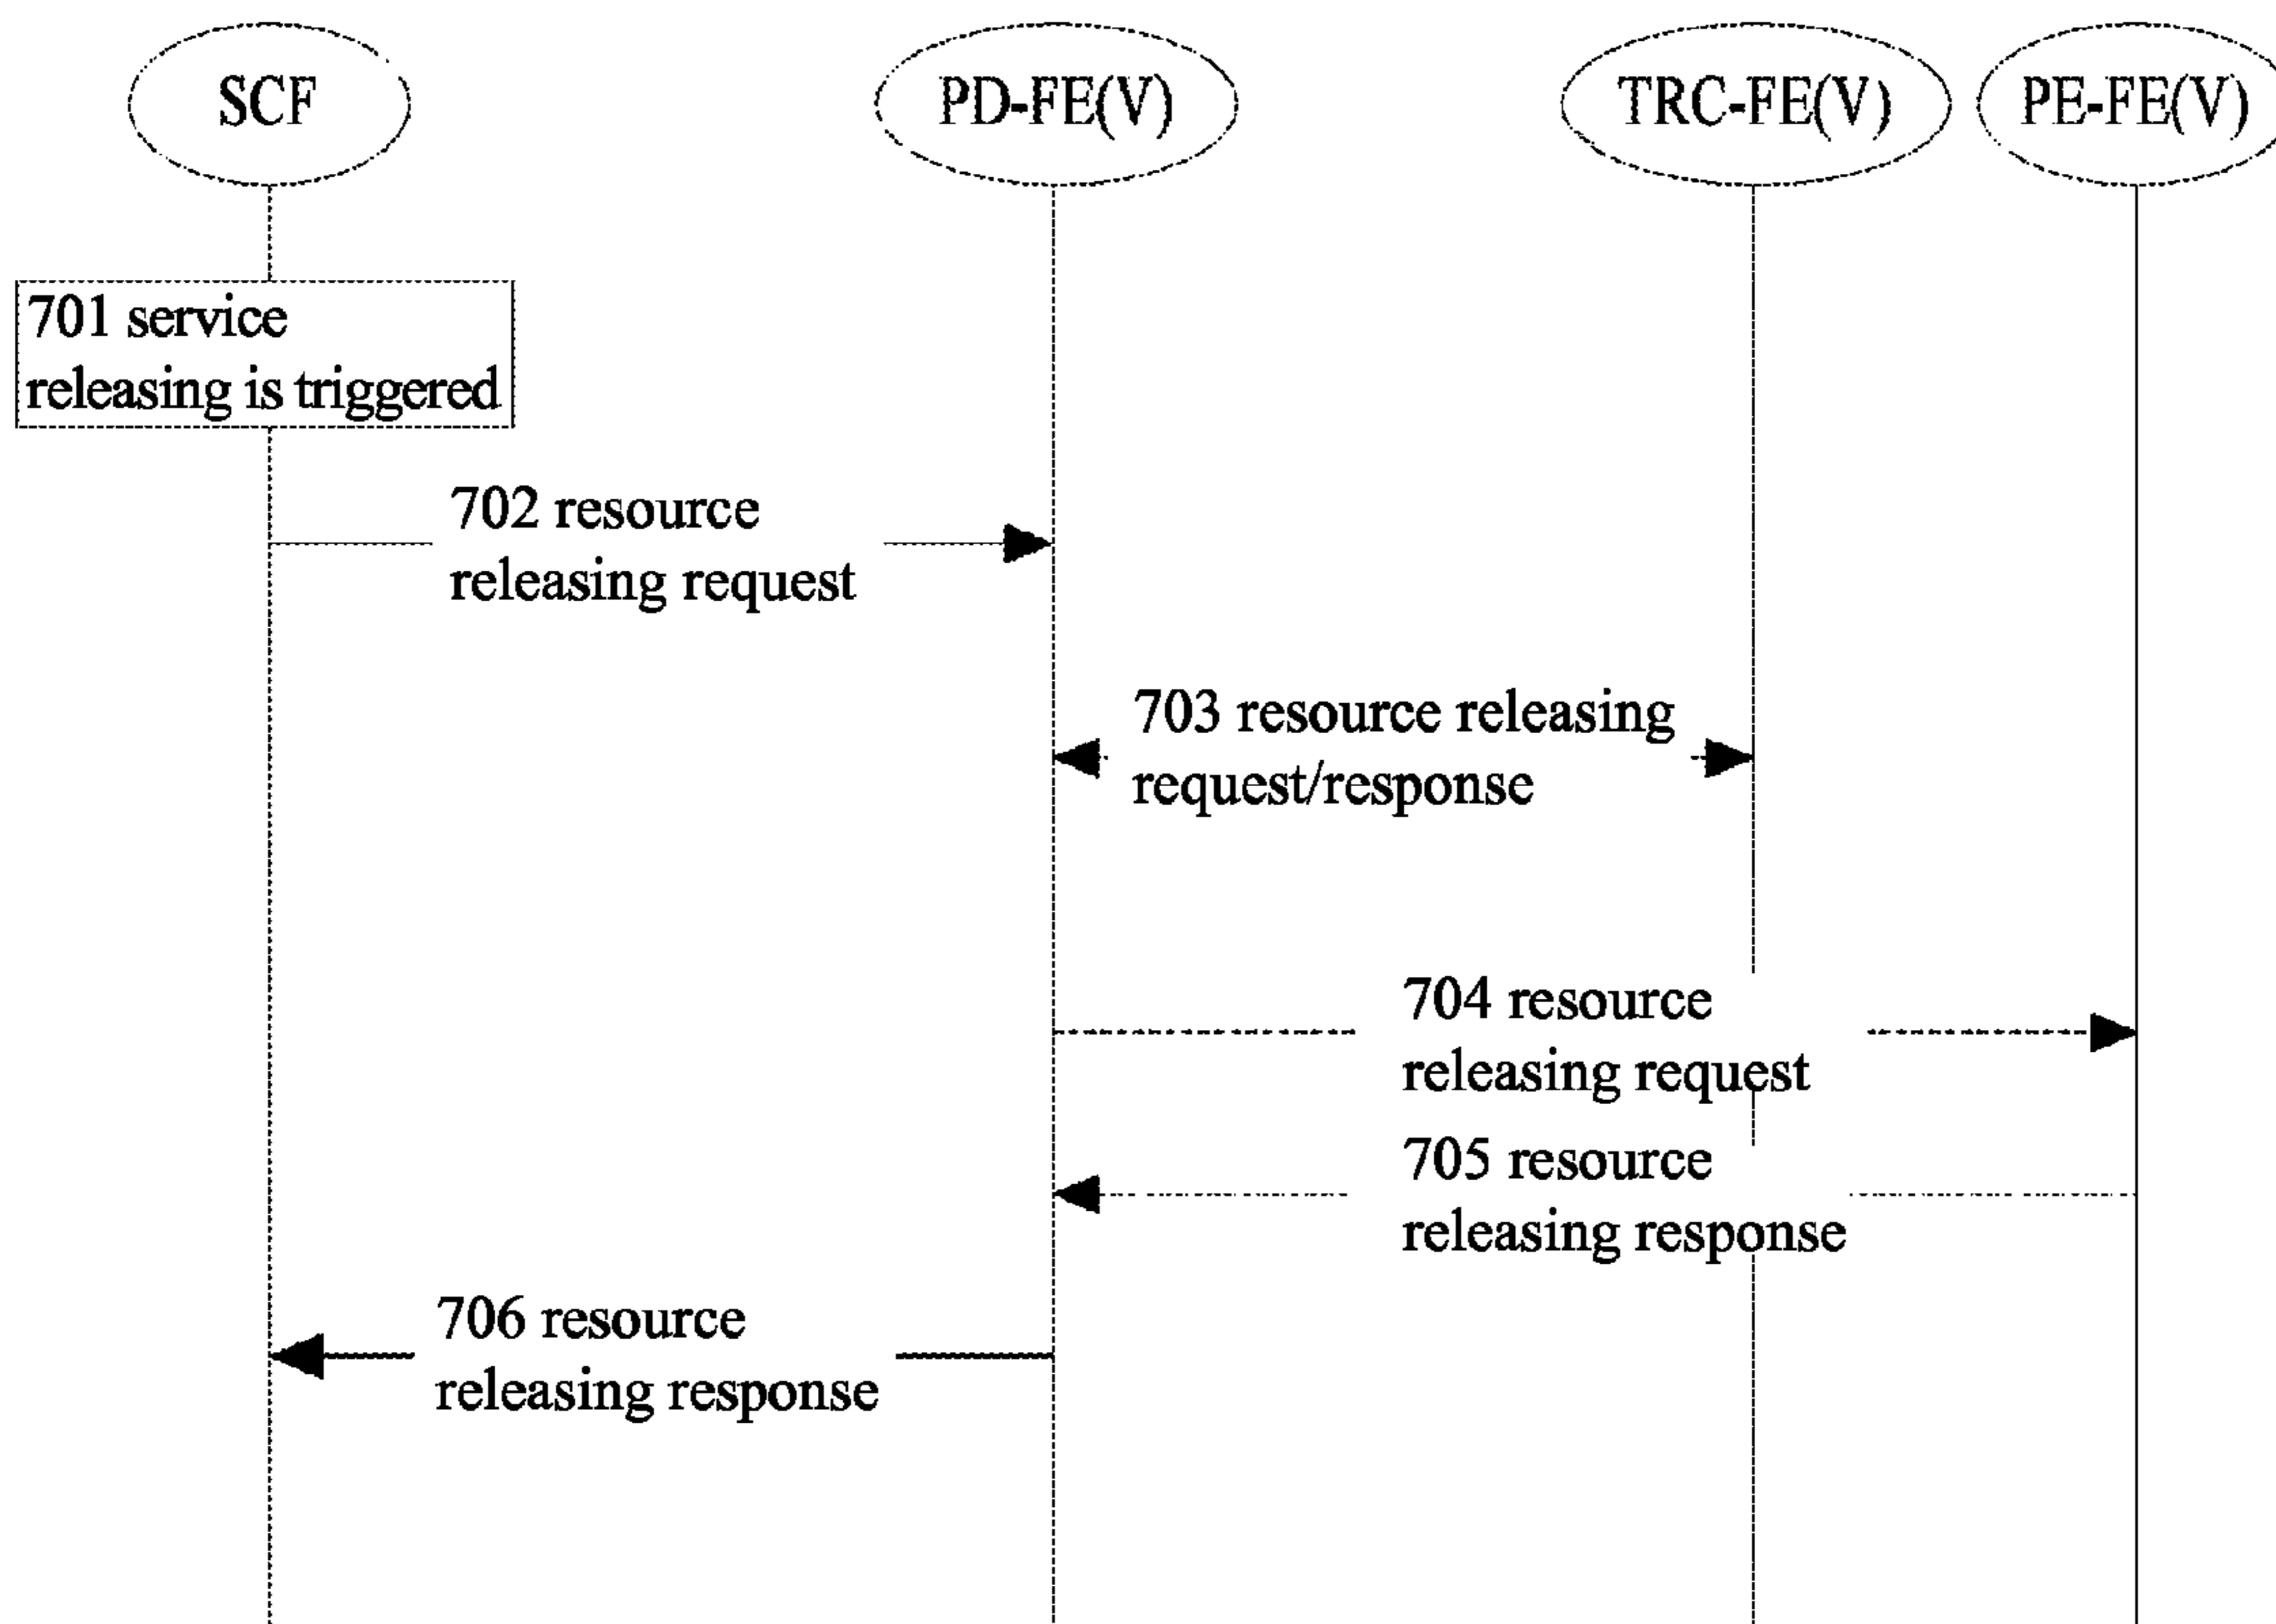 SCF
PD-FE(V)
TRC-FE(V)
PE-FE(V)
701 service
releasing is triggered
702 resource
releasing request
703 resource releasing
request/response
704 resource
releasing request
705 resource
releasing response
706 resource
releasing response